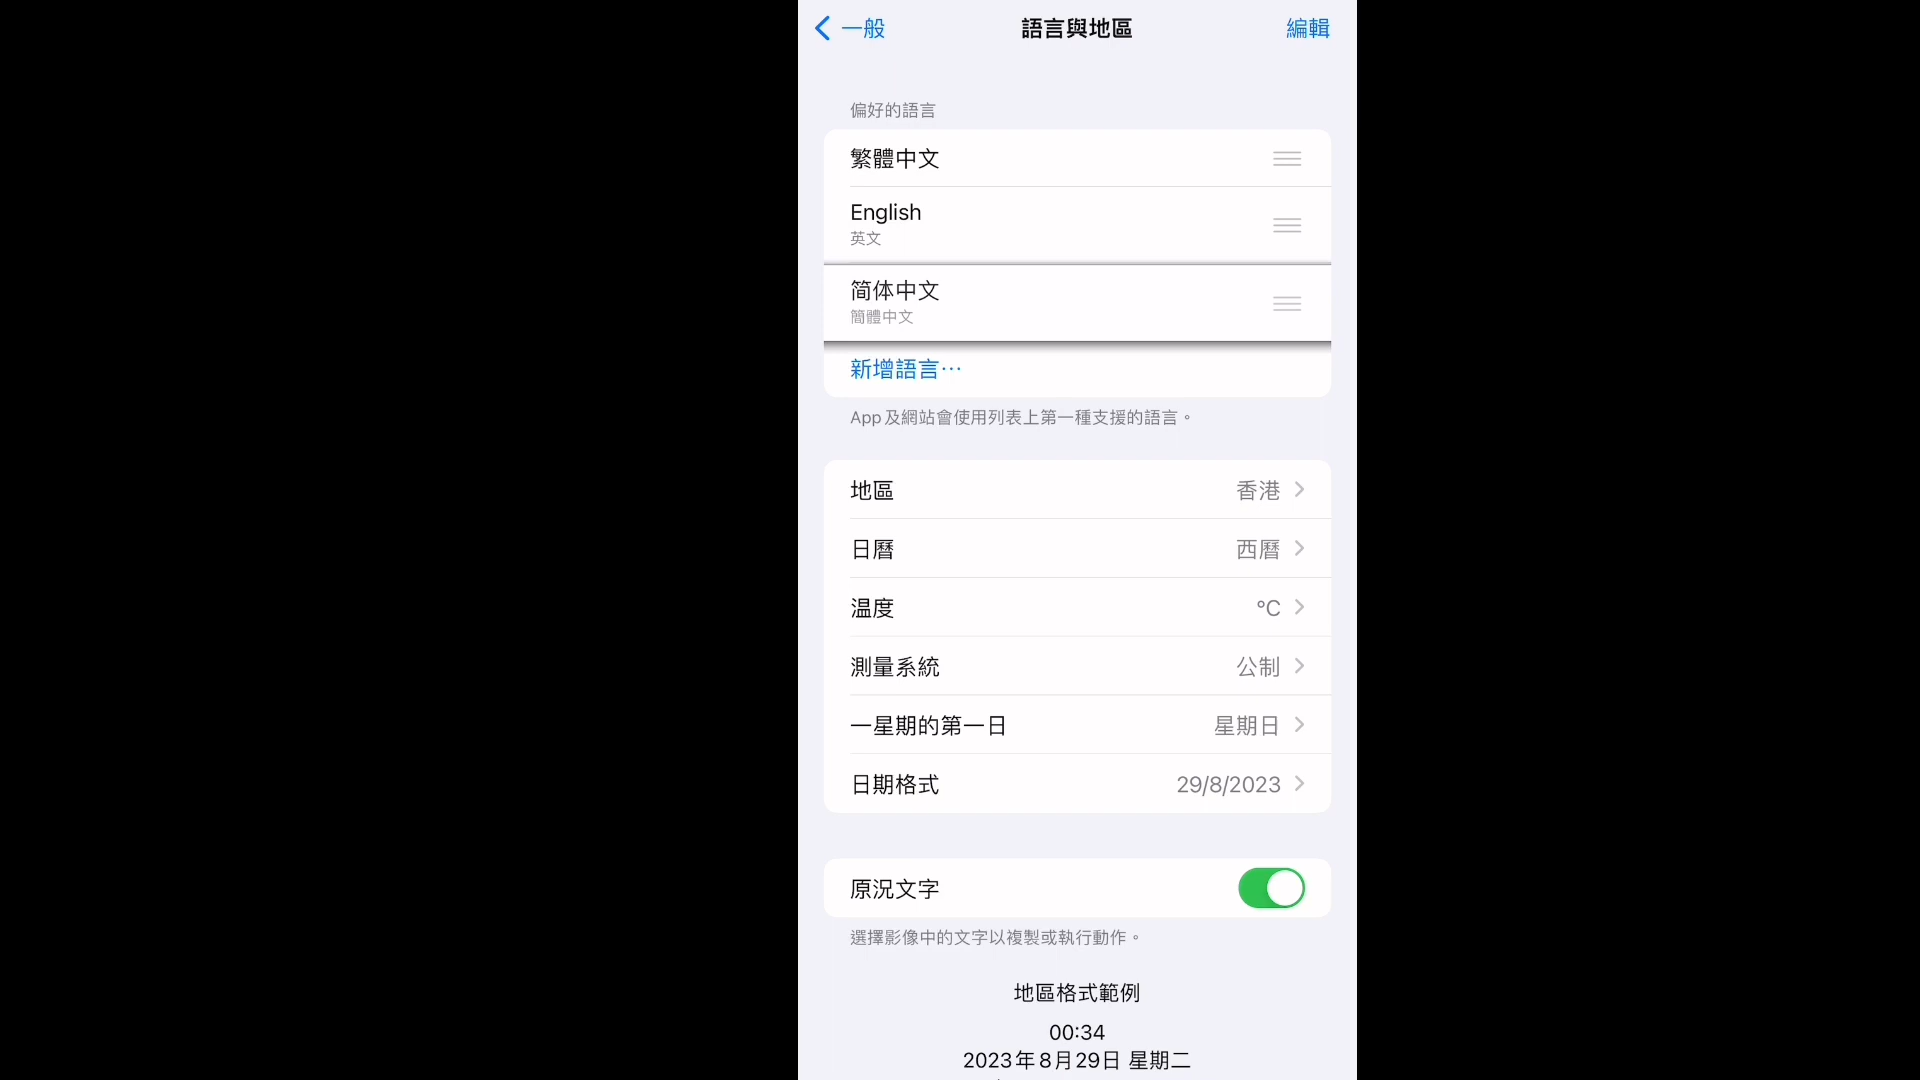 一般
語言與地區
編輯
偏好的語言
繁體中文
English
英文
简体中文
簡體中文
新增語言⋯
App及網站會使用列表上第一種支援的語言。
地區 香港
日曆 西曆
温度 °C
測量系統 公制
一星期的第一日 星期日
日期格式 29/8/2023
原況文字
選擇影像中的文字以複製或執行動作。
地區格式範例
00:34
2023年8月29日 星期二